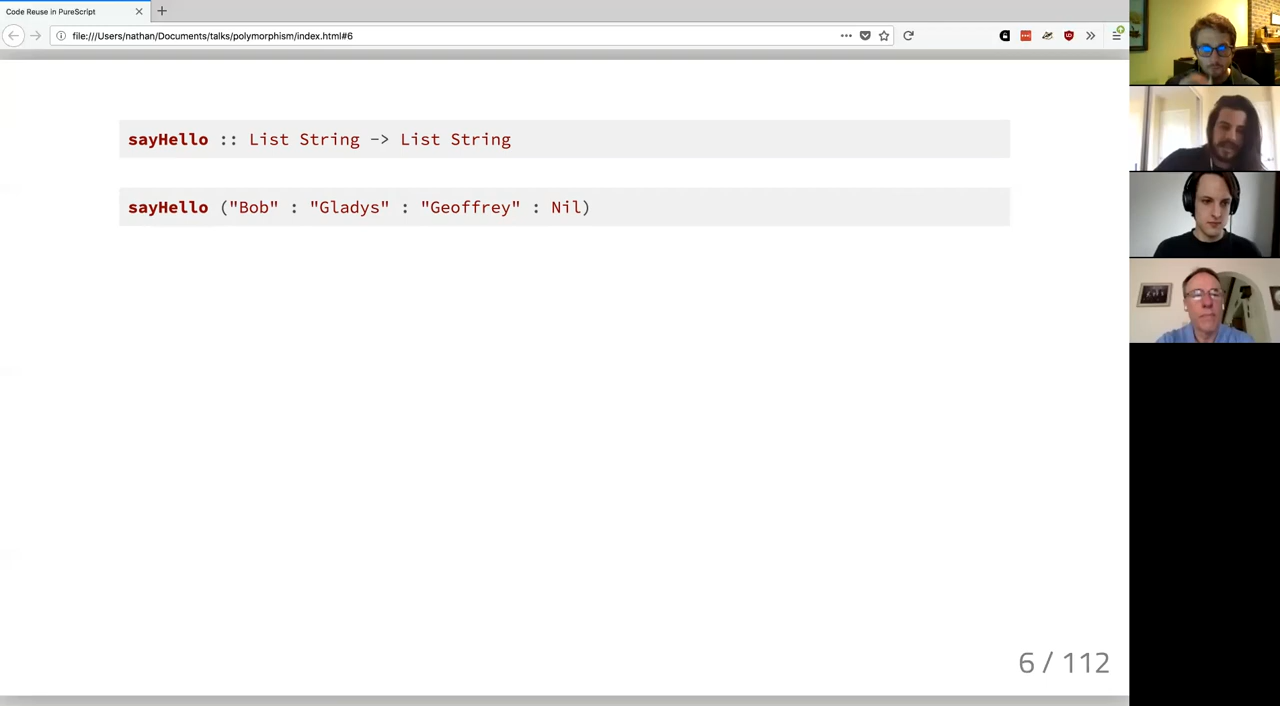 Code Reuse in PureScript
file:///Users/nathan/Documents/talks/polymorphism/index.html#6
sayHello :: List String -> List String
sayHello ("Bob" : "Gladys" : "Geoffrey" : Nil)
6 / 112